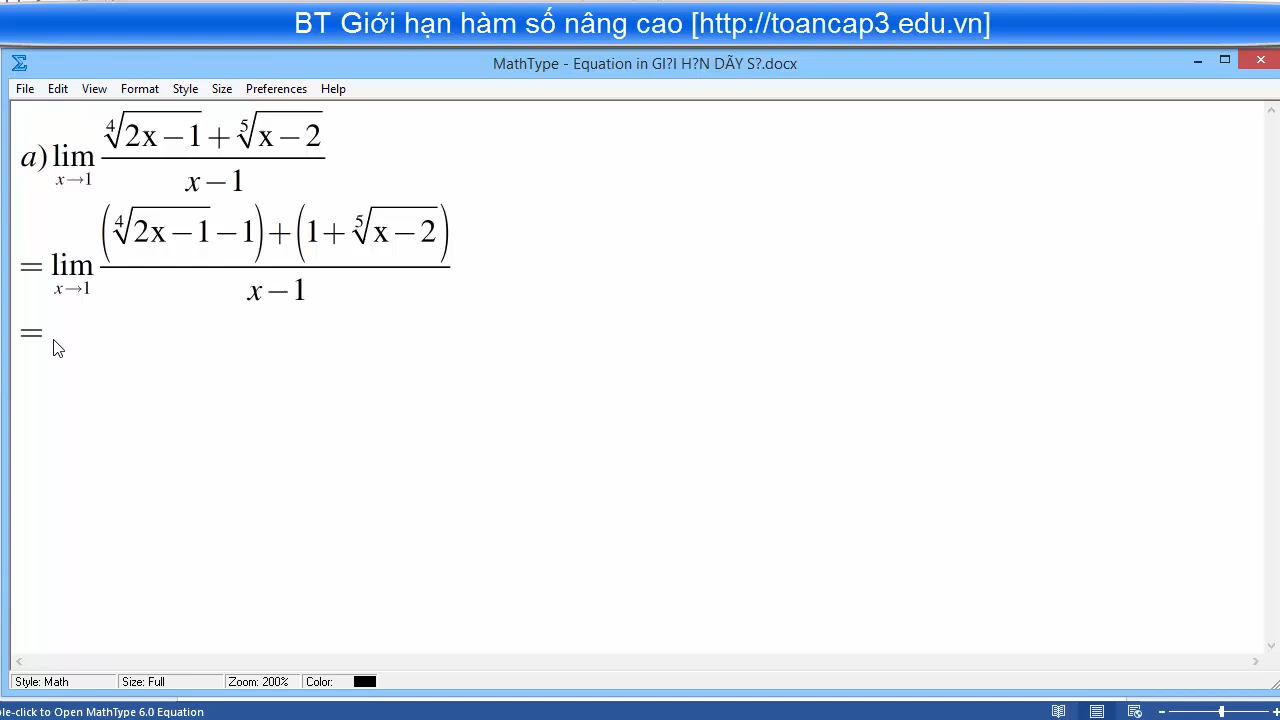 BT Giới hạn hàm số nâng cao [http://toancap3.edu.vn]
MathType - Equation in GI?I H?N DÃY S?.docx
File Edit View Format Style Size Preferences Help
a) lim x→1 (∜(2x−1) + ⁵√(x−2)) / (x−1)
= lim x→1 ((∜(2x−1) −1) + (1+ ⁵√(x−2))) / (x−1)
=
Style: Math Size: Full Zoom: 200% Color:
le-click to Open MathType 6.0 Equation